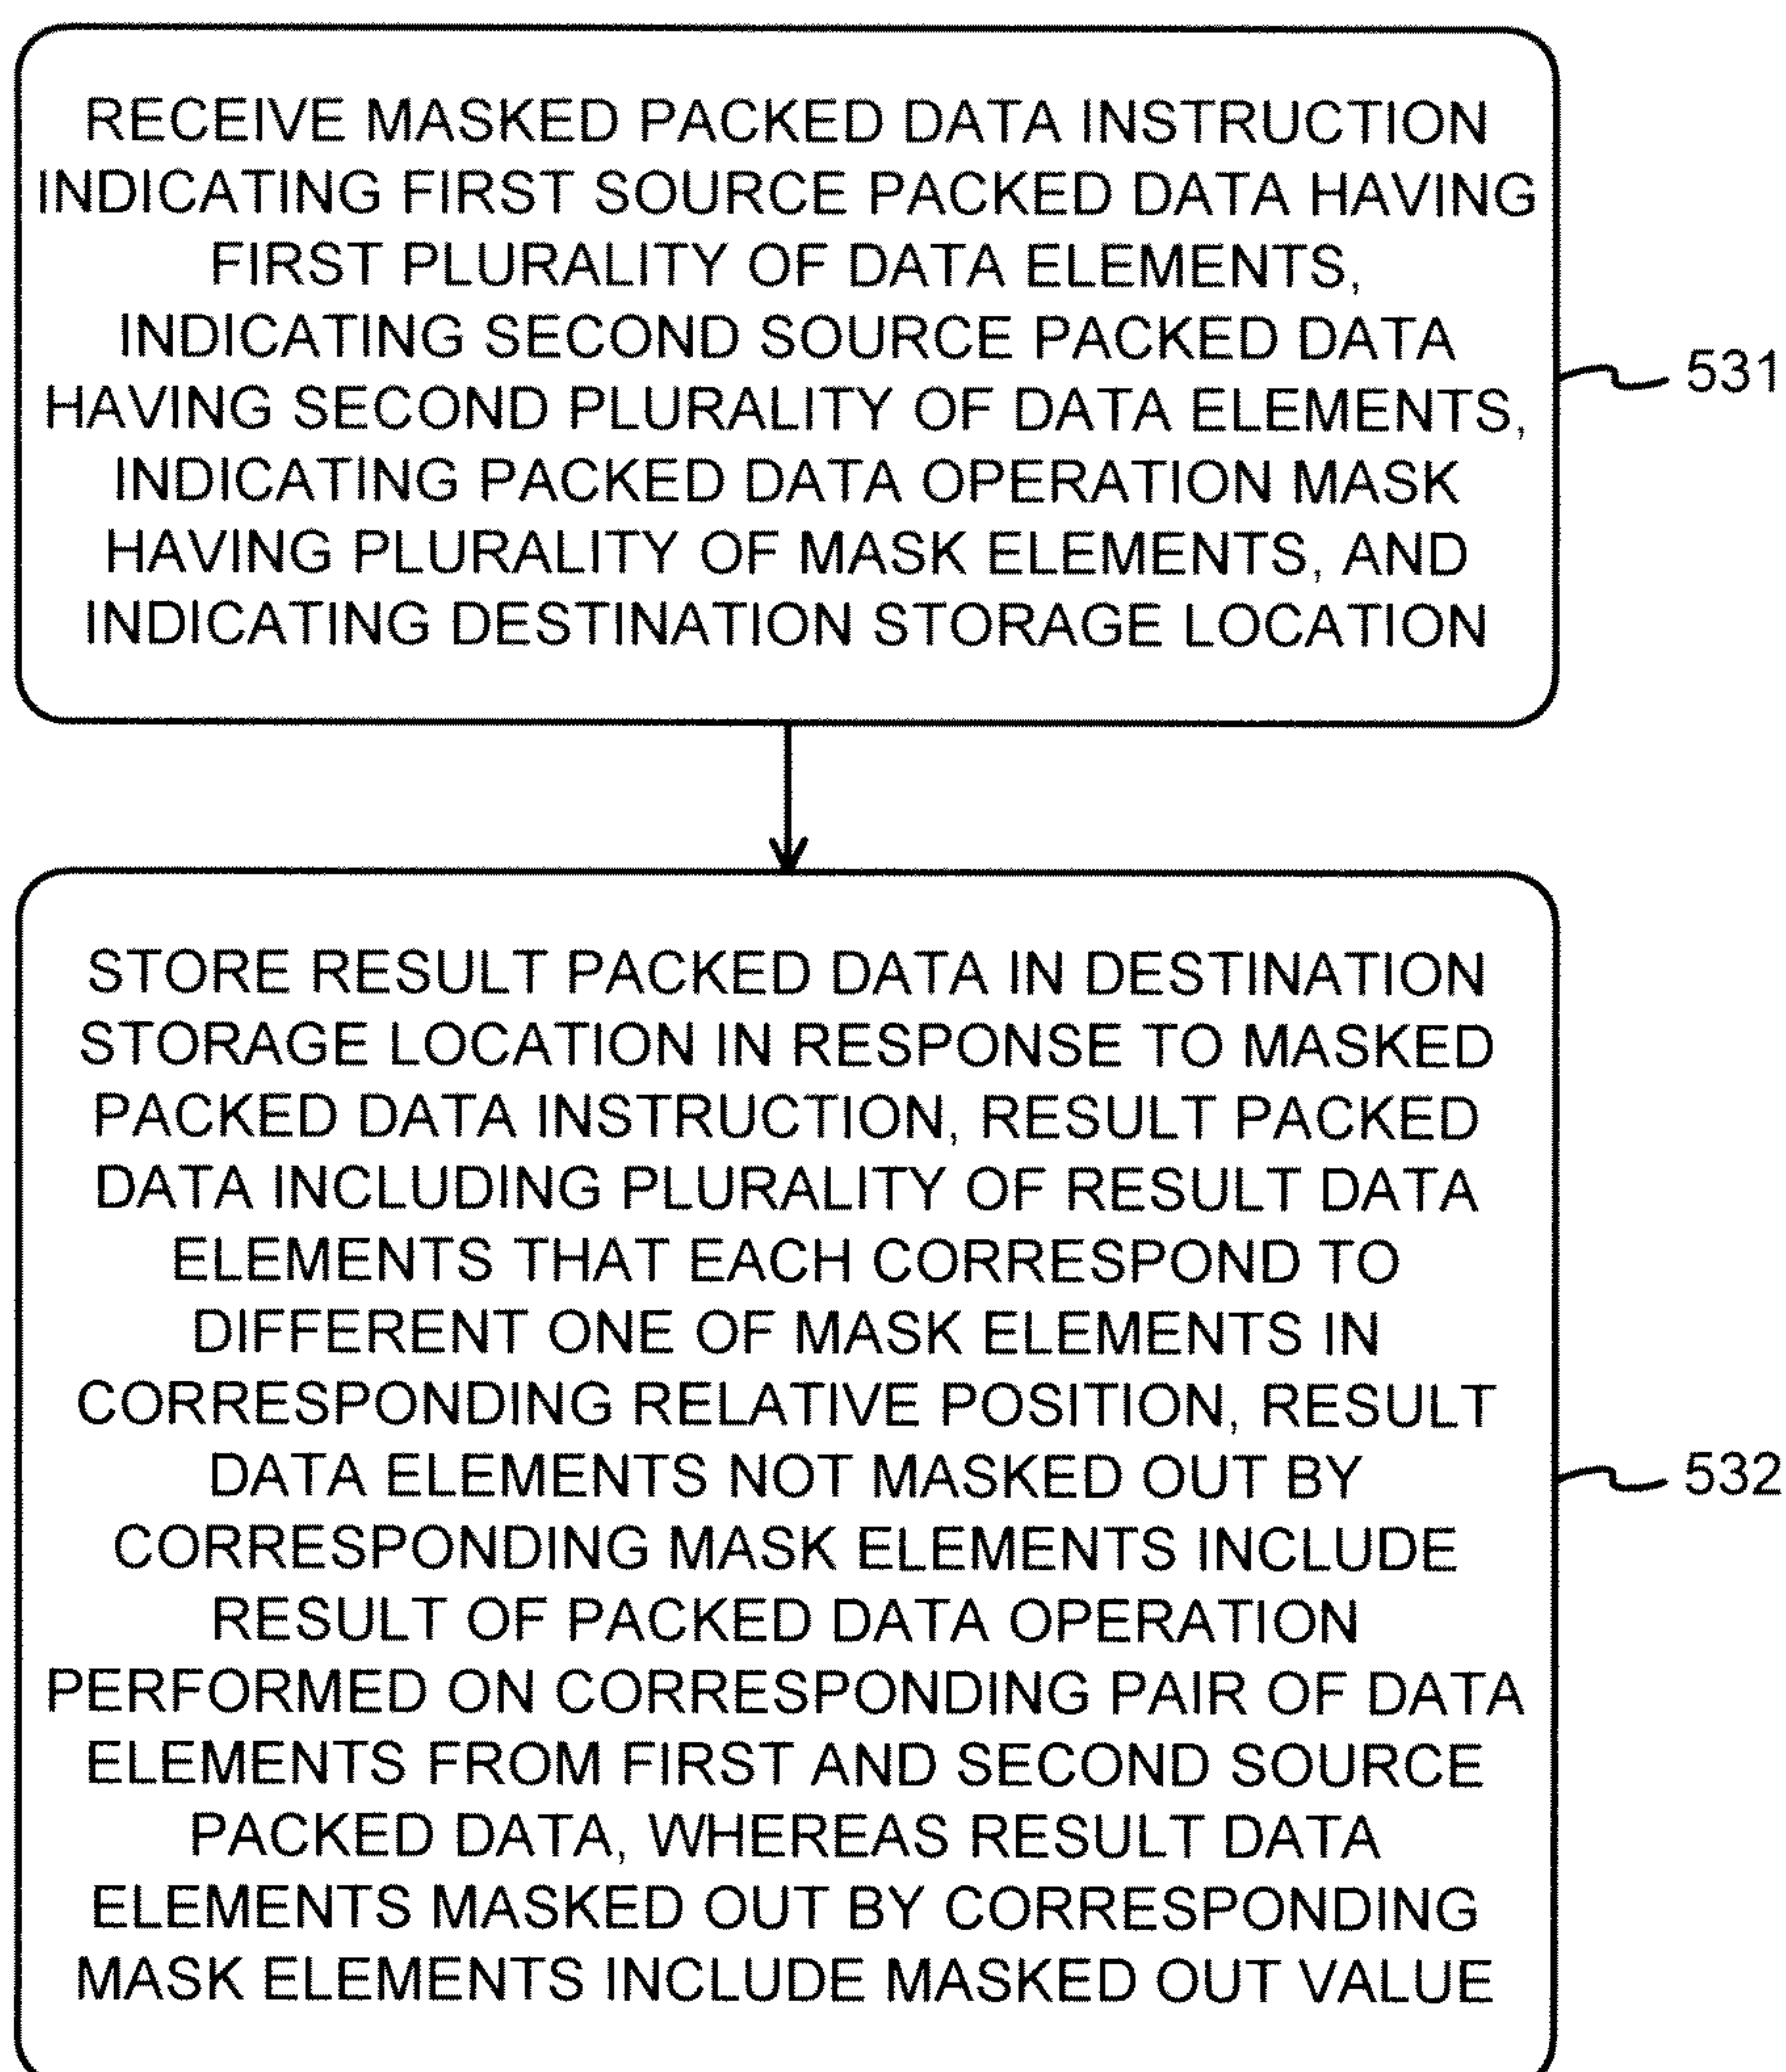 RECEIVE MASKED PACKED DATA INSTRUCTION
INDICATING FIRST SOURCE PACKED DATA HAVING
FIRST PLURALITY OF DATA ELEMENTS,
INDICATING SECOND SOURCE PACKED DATA
HAVING SECOND PLURALITY OF DATA ELEMENTS,
INDICATING PACKED DATA OPERATION MASK
HAVING PLURALITY OF MASK ELEMENTS, AND
INDICATING DESTINATION STORAGE LOCATION
531
STORE RESULT PACKED DATA IN DESTINATION
STORAGE LOCATION IN RESPONSE TO MASKED
PACKED DATA INSTRUCTION, RESULT PACKED
DATA INCLUDING PLURALITY OF RESULT DATA
ELEMENTS THAT EACH CORRESPOND TO
DIFFERENT ONE OF MASK ELEMENTS IN
CORRESPONDING RELATIVE POSITION, RESULT
DATA ELEMENTS NOT MASKED OUT BY
CORRESPONDING MASK ELEMENTS INCLUDE
RESULT OF PACKED DATA OPERATION
PERFORMED ON CORRESPONDING PAIR OF DATA
ELEMENTS FROM FIRST AND SECOND SOURCE
PACKED DATA, WHEREAS RESULT DATA
ELEMENTS MASKED OUT BY CORRESPONDING
MASK ELEMENTS INCLUDE MASKED OUT VALUE
532